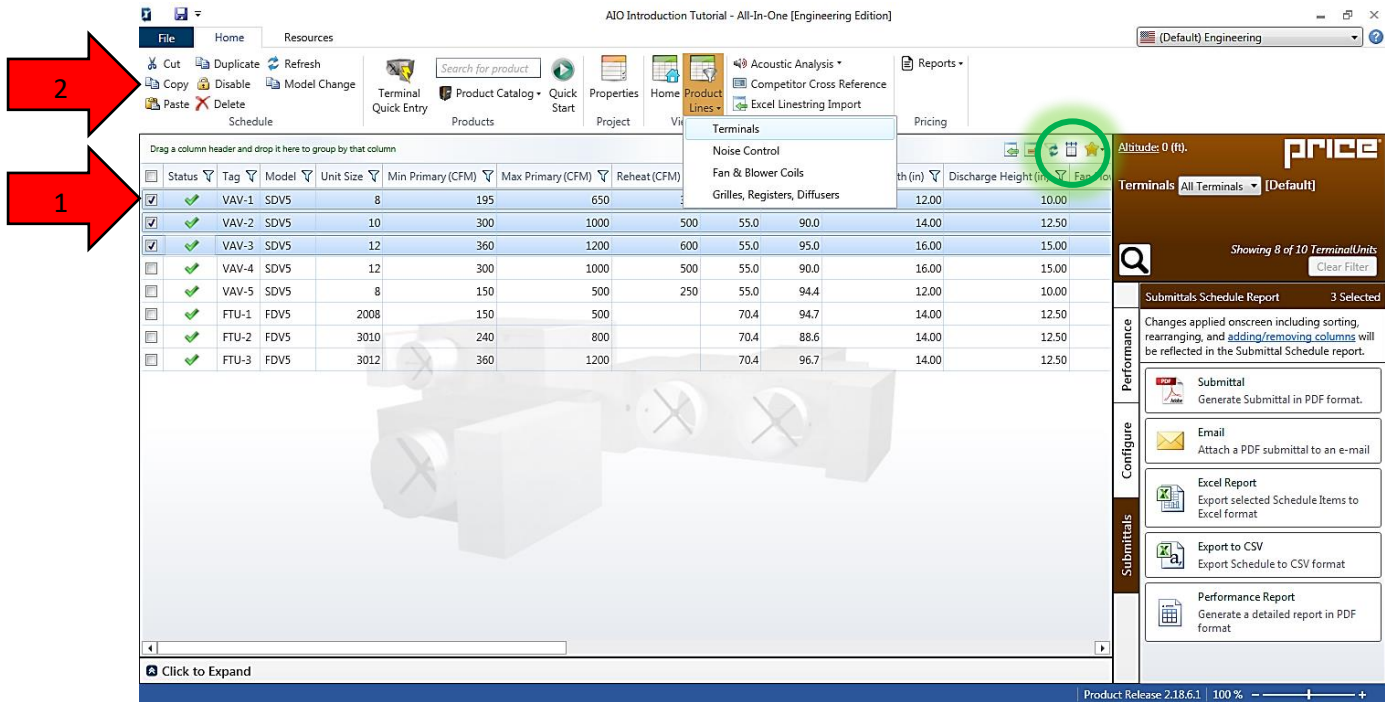 AIO Introduction Tutorial - All-In-One [Engineering Edition]
File Home Resources (Default) Engineering
2
Cut Duplicate Refresh
Copy Disable Model Change
Paste Delete
Schedule
Terminal Quick Entry
Search for product
Product Catalog
Quick Start
Products
Properties
Project
Home
Product Lines
Acoustic Analysis
Competitor Cross Reference
Excel Linestring Import
Reports
Pricing
Terminals
Noise Control
Fan & Blower Coils
Grilles, Registers, Diffusers
Drag a column header and drop it here to group by that column
Status Tag Model Unit Size Min Primary (CFM) Max Primary (CFM) Reheat (CFM) Discharge Height (in)
1
VAV-1 SDV5 8 195 650 12.00 10.00
VAV-2 SDV5 10 300 1000 500 55.0 90.0 14.00 12.50
VAV-3 SDV5 12 360 1200 600 55.0 95.0 16.00 15.00
VAV-4 SDV5 12 300 1000 500 55.0 90.0 16.00 15.00
VAV-5 SDV5 8 150 500 250 55.0 94.4 12.00 10.00
FTU-1 FDV5 2008 150 500 70.4 94.7 14.00 12.50
FTU-2 FDV5 3010 240 800 70.4 88.6 14.00 12.50
FTU-3 FDV5 3012 360 1200 70.4 96.7 14.00 12.50
Click to Expand
Altitude: 0 (ft).
price
Terminals All Terminals [Default]
Showing 8 of 10 TerminalUnits
Clear Filter
Performance
Configure
Submittals
Submittals Schedule Report 3 Selected
Changes applied onscreen including sorting,
rearranging, and adding/removing columns will
be reflected in the Submittal Schedule report.
Submittal
Generate Submittal in PDF format.
Email
Attach a PDF submittal to an e-mail
Excel Report
Export selected Schedule Items to
Excel format
Export to CSV
Export Schedule to CSV format
Performance Report
Generate a detailed report in PDF
format
Product Release 2.18.6.1 100 %